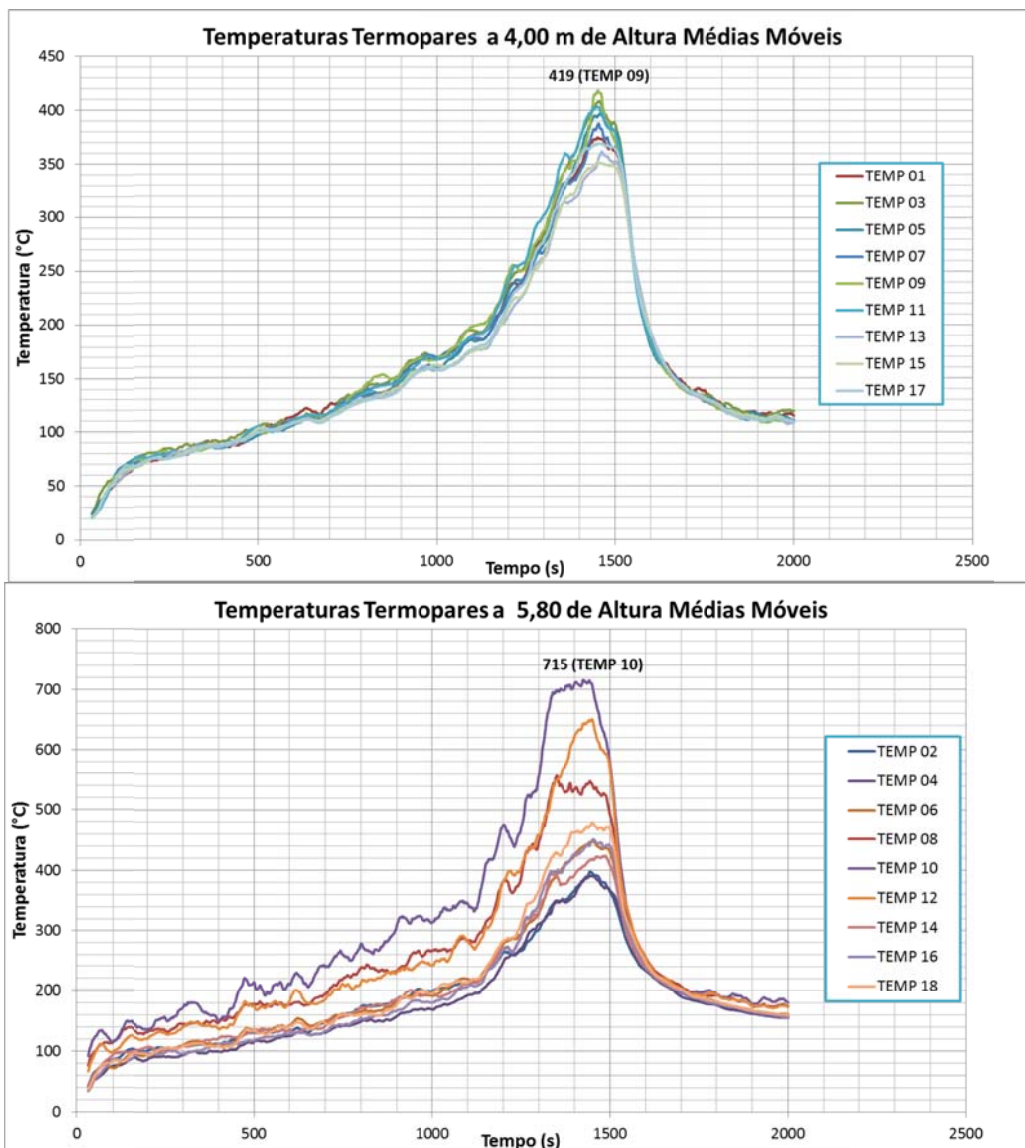 Temperaturas Termopares a 4,00 m de Altura Médias Móveis
419 (TEMP 09)
Temperatura (°C)
450
400
350
300
250
200
150
100
50
0
TEMP 01
TEMP 03
TEMP 05
TEMP 07
TEMP 09
TEMP 11
TEMP 13
TEMP 15
TEMP 17
0
500
1000
1500
2000
2500
Tempo (s)
Temperaturas Termopares a 5,80 de Altura Médias Móveis
715 (TEMP 10)
Temperatura (°C)
800
700
600
500
400
300
200
100
0
TEMP 02
TEMP 04
TEMP 06
TEMP 08
TEMP 10
TEMP 12
TEMP 14
TEMP 16
TEMP 18
0
500
1000
1500
2000
2500
Tempo (s)